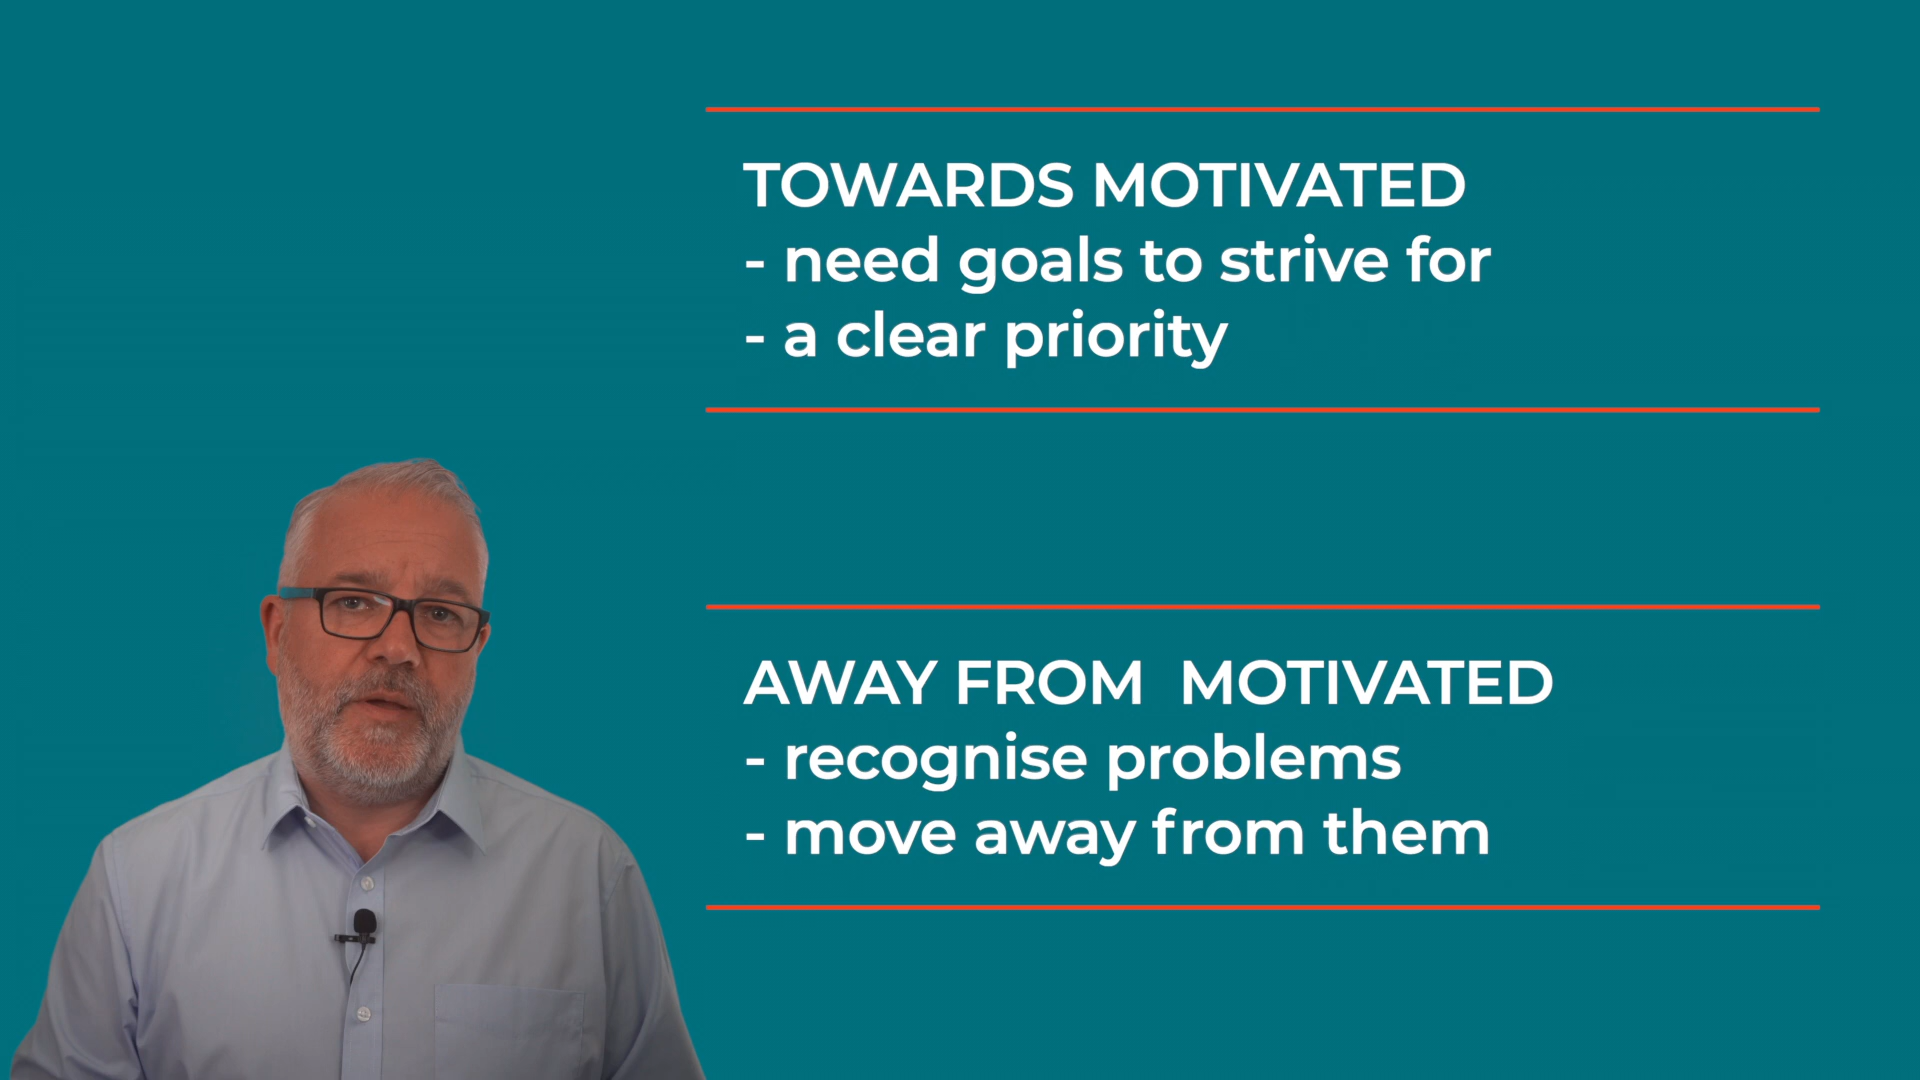 TOWARDS MOTIVATED
- need goals to strive for
- a clear priority
AWAY FROM  MOTIVATED
- recognise problems
- move away from them